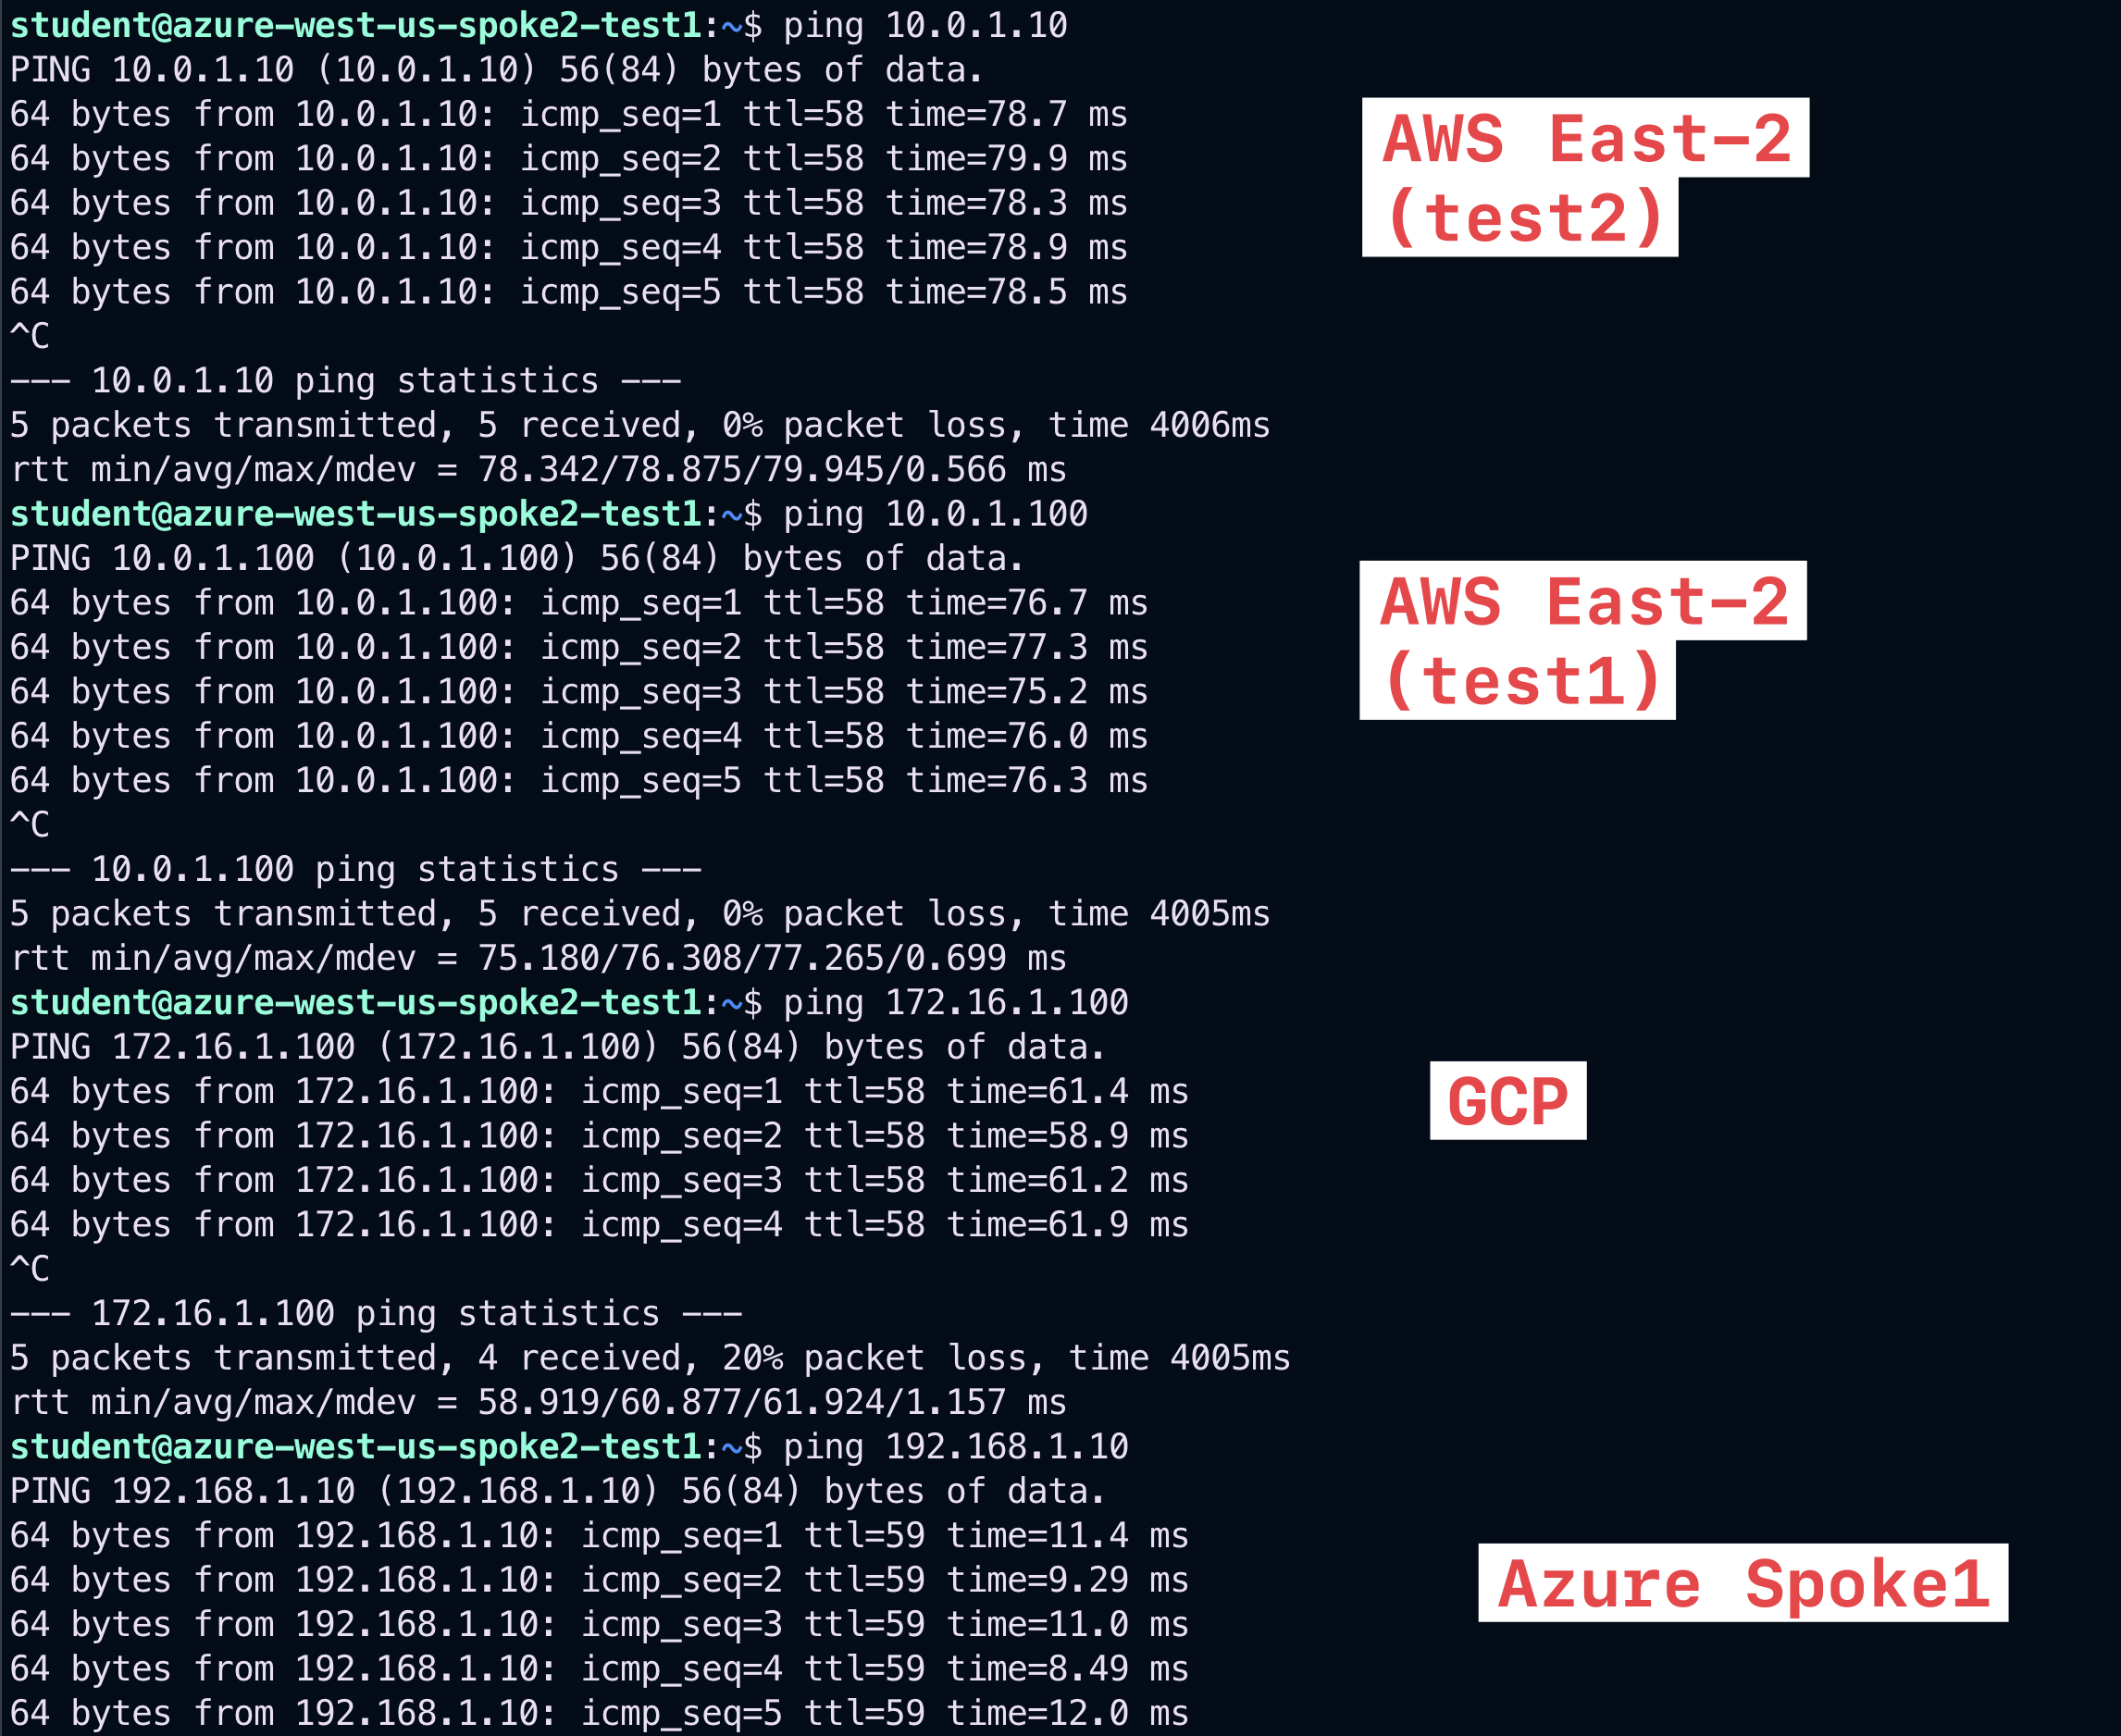 student@azure-west-us-spoke2-test1:~$ ping 10.0.1.10
PING 10.0.1.10 (10.0.1.10) 56(84) bytes of data.
64 bytes from 10.0.1.10: icmp_seq=1 ttl=58 time=78.7 ms
64 bytes from 10.0.1.10: icmp_seq=2 ttl=58 time=79.9 ms
64 bytes from 10.0.1.10: icmp_seq=3 ttl=58 time=78.3 ms
64 bytes from 10.0.1.10: icmp_seq=4 ttl=58 time=78.9 ms
64 bytes from 10.0.1.10: icmp_seq=5 ttl=58 time=78.5 ms
^C
--- 10.0.1.10 ping statistics ---
5 packets transmitted, 5 received, 0% packet loss, time 4006ms
rtt min/avg/max/mdev = 78.342/78.875/79.945/0.566 ms
AWS East-2
(test2)
student@azure-west-us-spoke2-test1:~$ ping 10.0.1.100
PING 10.0.1.100 (10.0.1.100) 56(84) bytes of data.
64 bytes from 10.0.1.100: icmp_seq=1 ttl=58 time=76.7 ms
64 bytes from 10.0.1.100: icmp_seq=2 ttl=58 time=77.3 ms
64 bytes from 10.0.1.100: icmp_seq=3 ttl=58 time=75.2 ms
64 bytes from 10.0.1.100: icmp_seq=4 ttl=58 time=76.0 ms
64 bytes from 10.0.1.100: icmp_seq=5 ttl=58 time=76.3 ms
^C
--- 10.0.1.100 ping statistics ---
5 packets transmitted, 5 received, 0% packet loss, time 4005ms
rtt min/avg/max/mdev = 75.180/76.308/77.265/0.699 ms
AWS East-2
(test1)
student@azure-west-us-spoke2-test1:~$ ping 172.16.1.100
PING 172.16.1.100 (172.16.1.100) 56(84) bytes of data.
64 bytes from 172.16.1.100: icmp_seq=1 ttl=58 time=61.4 ms
64 bytes from 172.16.1.100: icmp_seq=2 ttl=58 time=58.9 ms
64 bytes from 172.16.1.100: icmp_seq=3 ttl=58 time=61.2 ms
64 bytes from 172.16.1.100: icmp_seq=4 ttl=58 time=61.9 ms
^C
--- 172.16.1.100 ping statistics ---
5 packets transmitted, 4 received, 20% packet loss, time 4005ms
rtt min/avg/max/mdev = 58.919/60.877/61.924/1.157 ms
GCP
student@azure-west-us-spoke2-test1:~$ ping 192.168.1.10
PING 192.168.1.10 (192.168.1.10) 56(84) bytes of data.
64 bytes from 192.168.1.10: icmp_seq=1 ttl=59 time=11.4 ms
64 bytes from 192.168.1.10: icmp_seq=2 ttl=59 time=9.29 ms
64 bytes from 192.168.1.10: icmp_seq=3 ttl=59 time=11.0 ms
64 bytes from 192.168.1.10: icmp_seq=4 ttl=59 time=8.49 ms
64 bytes from 192.168.1.10: icmp_seq=5 ttl=59 time=12.0 ms
Azure Spoke1